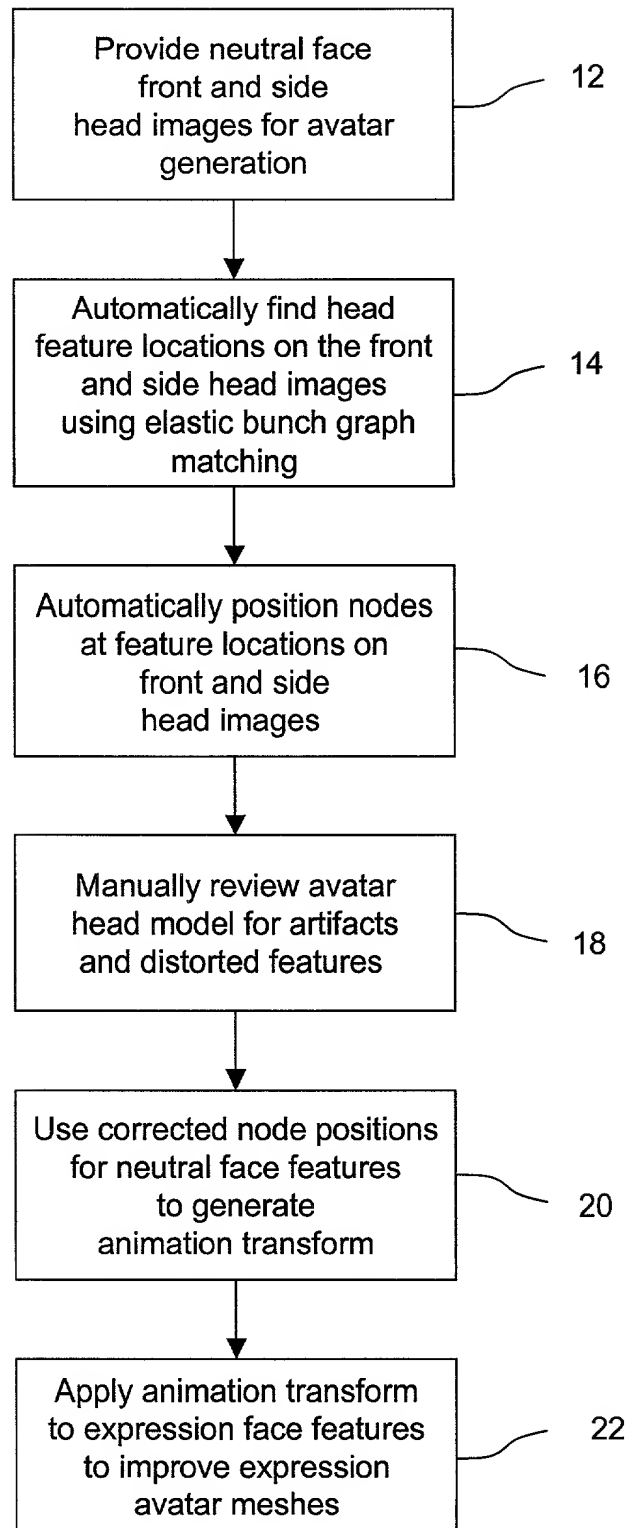 Provide neutral face
front and side
head images for avatar
generation
12
Automatically find head
feature locations on the front
and side head images
using elastic bunch graph
matching
14
Automatically position nodes
at feature locations on
front and side
head images
16
Manually review avatar
head model for artifacts
and distorted features
18
Use corrected node positions
for neutral face features
to generate
animation transform
20
Apply animation transform
to expression face features
to improve expression
avatar meshes
22